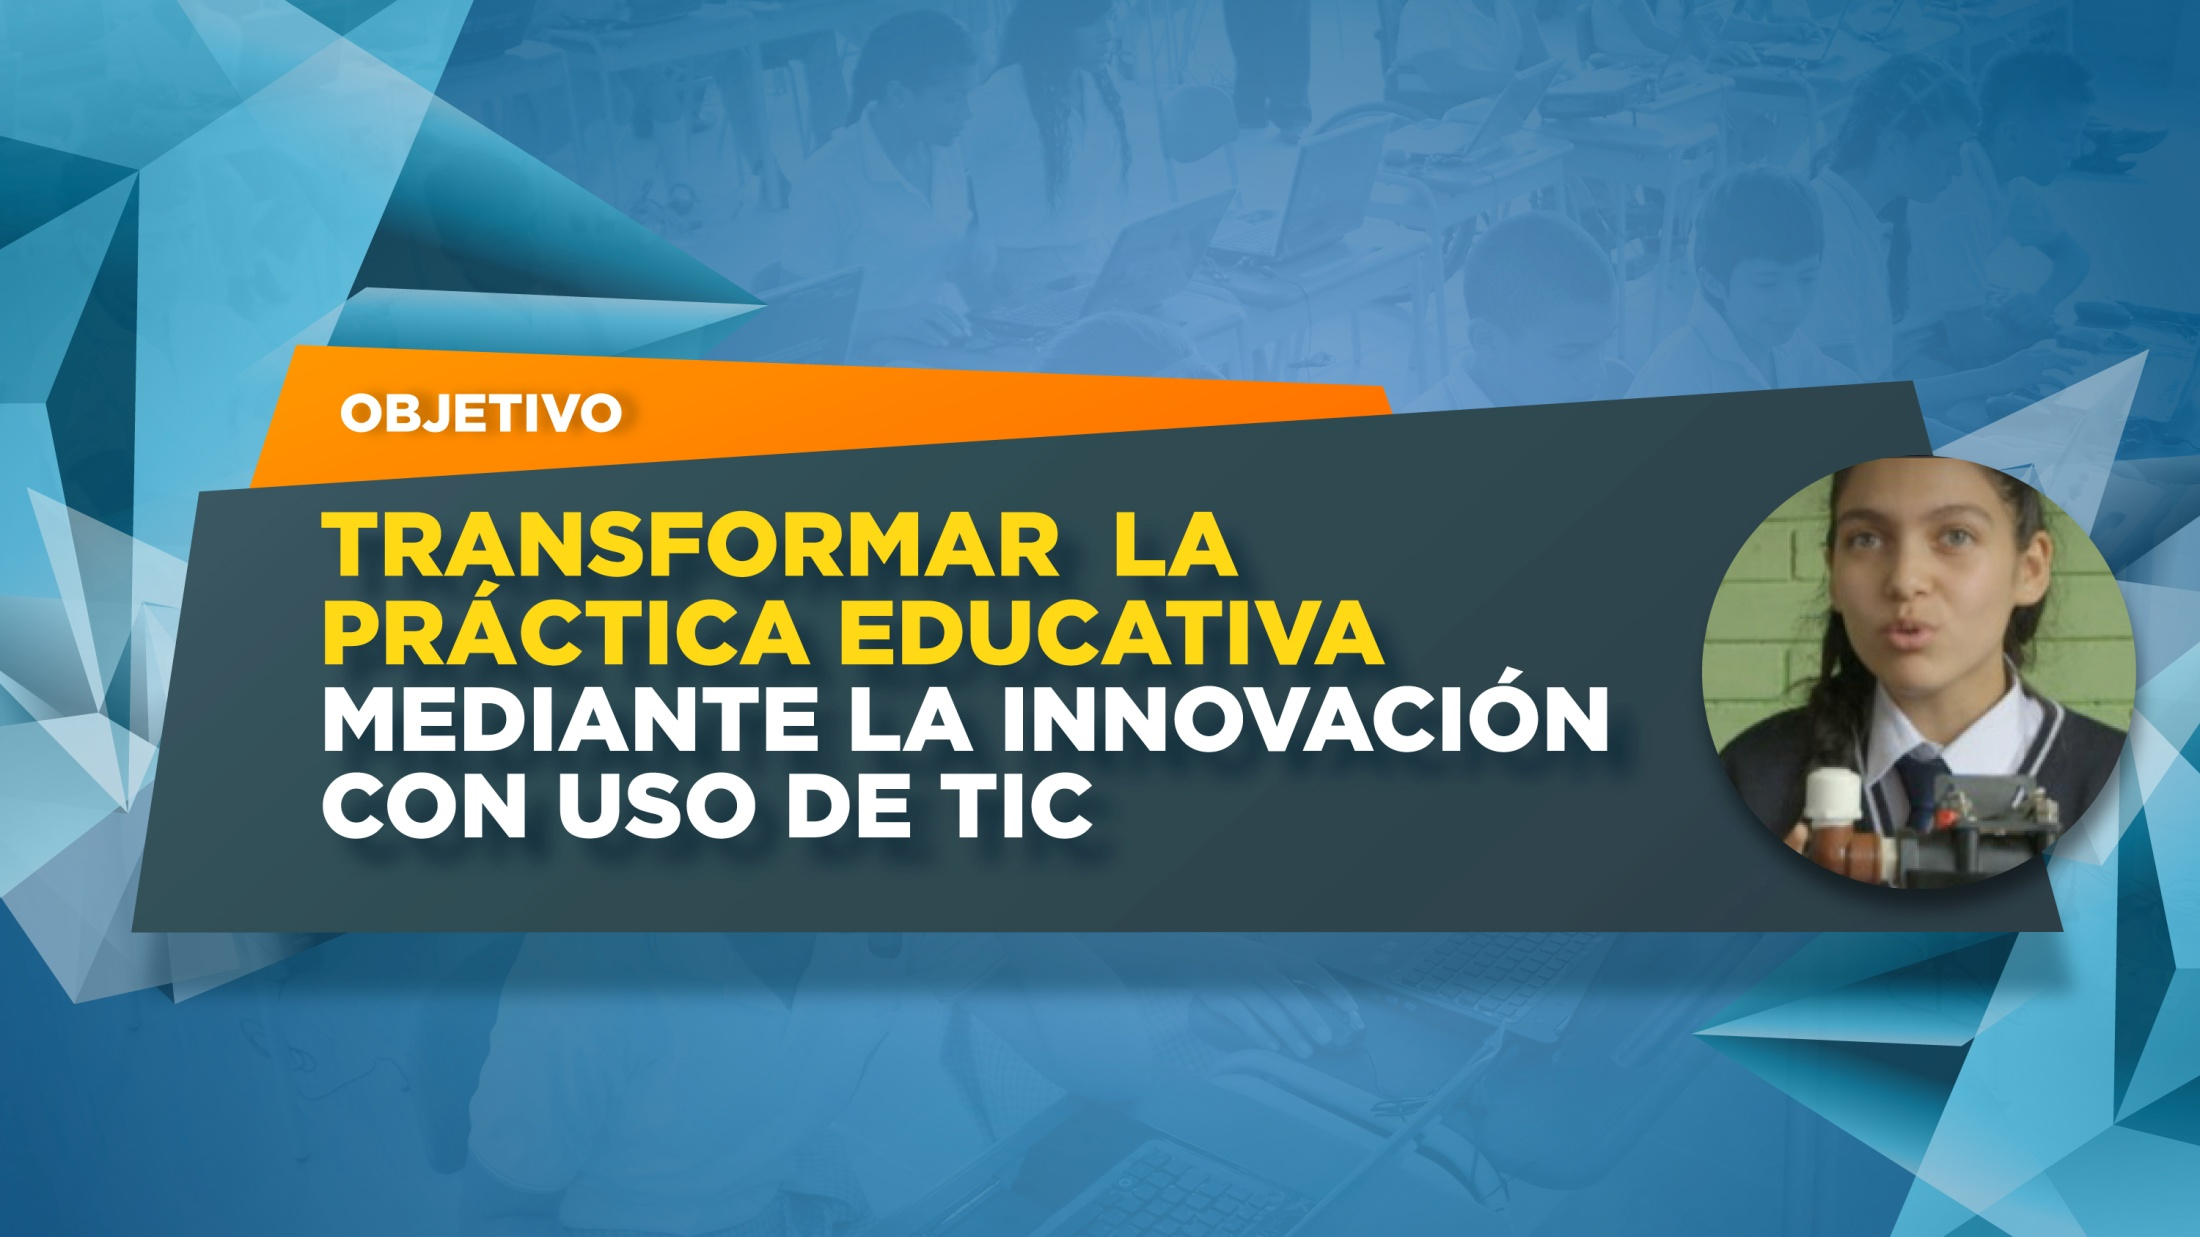 OBJETIVO
TRANSFORMAR LA
PRÁCTICA EDUCATIVA
MEDIANTE LA INNOVACIÓN
CON USO DE TIC